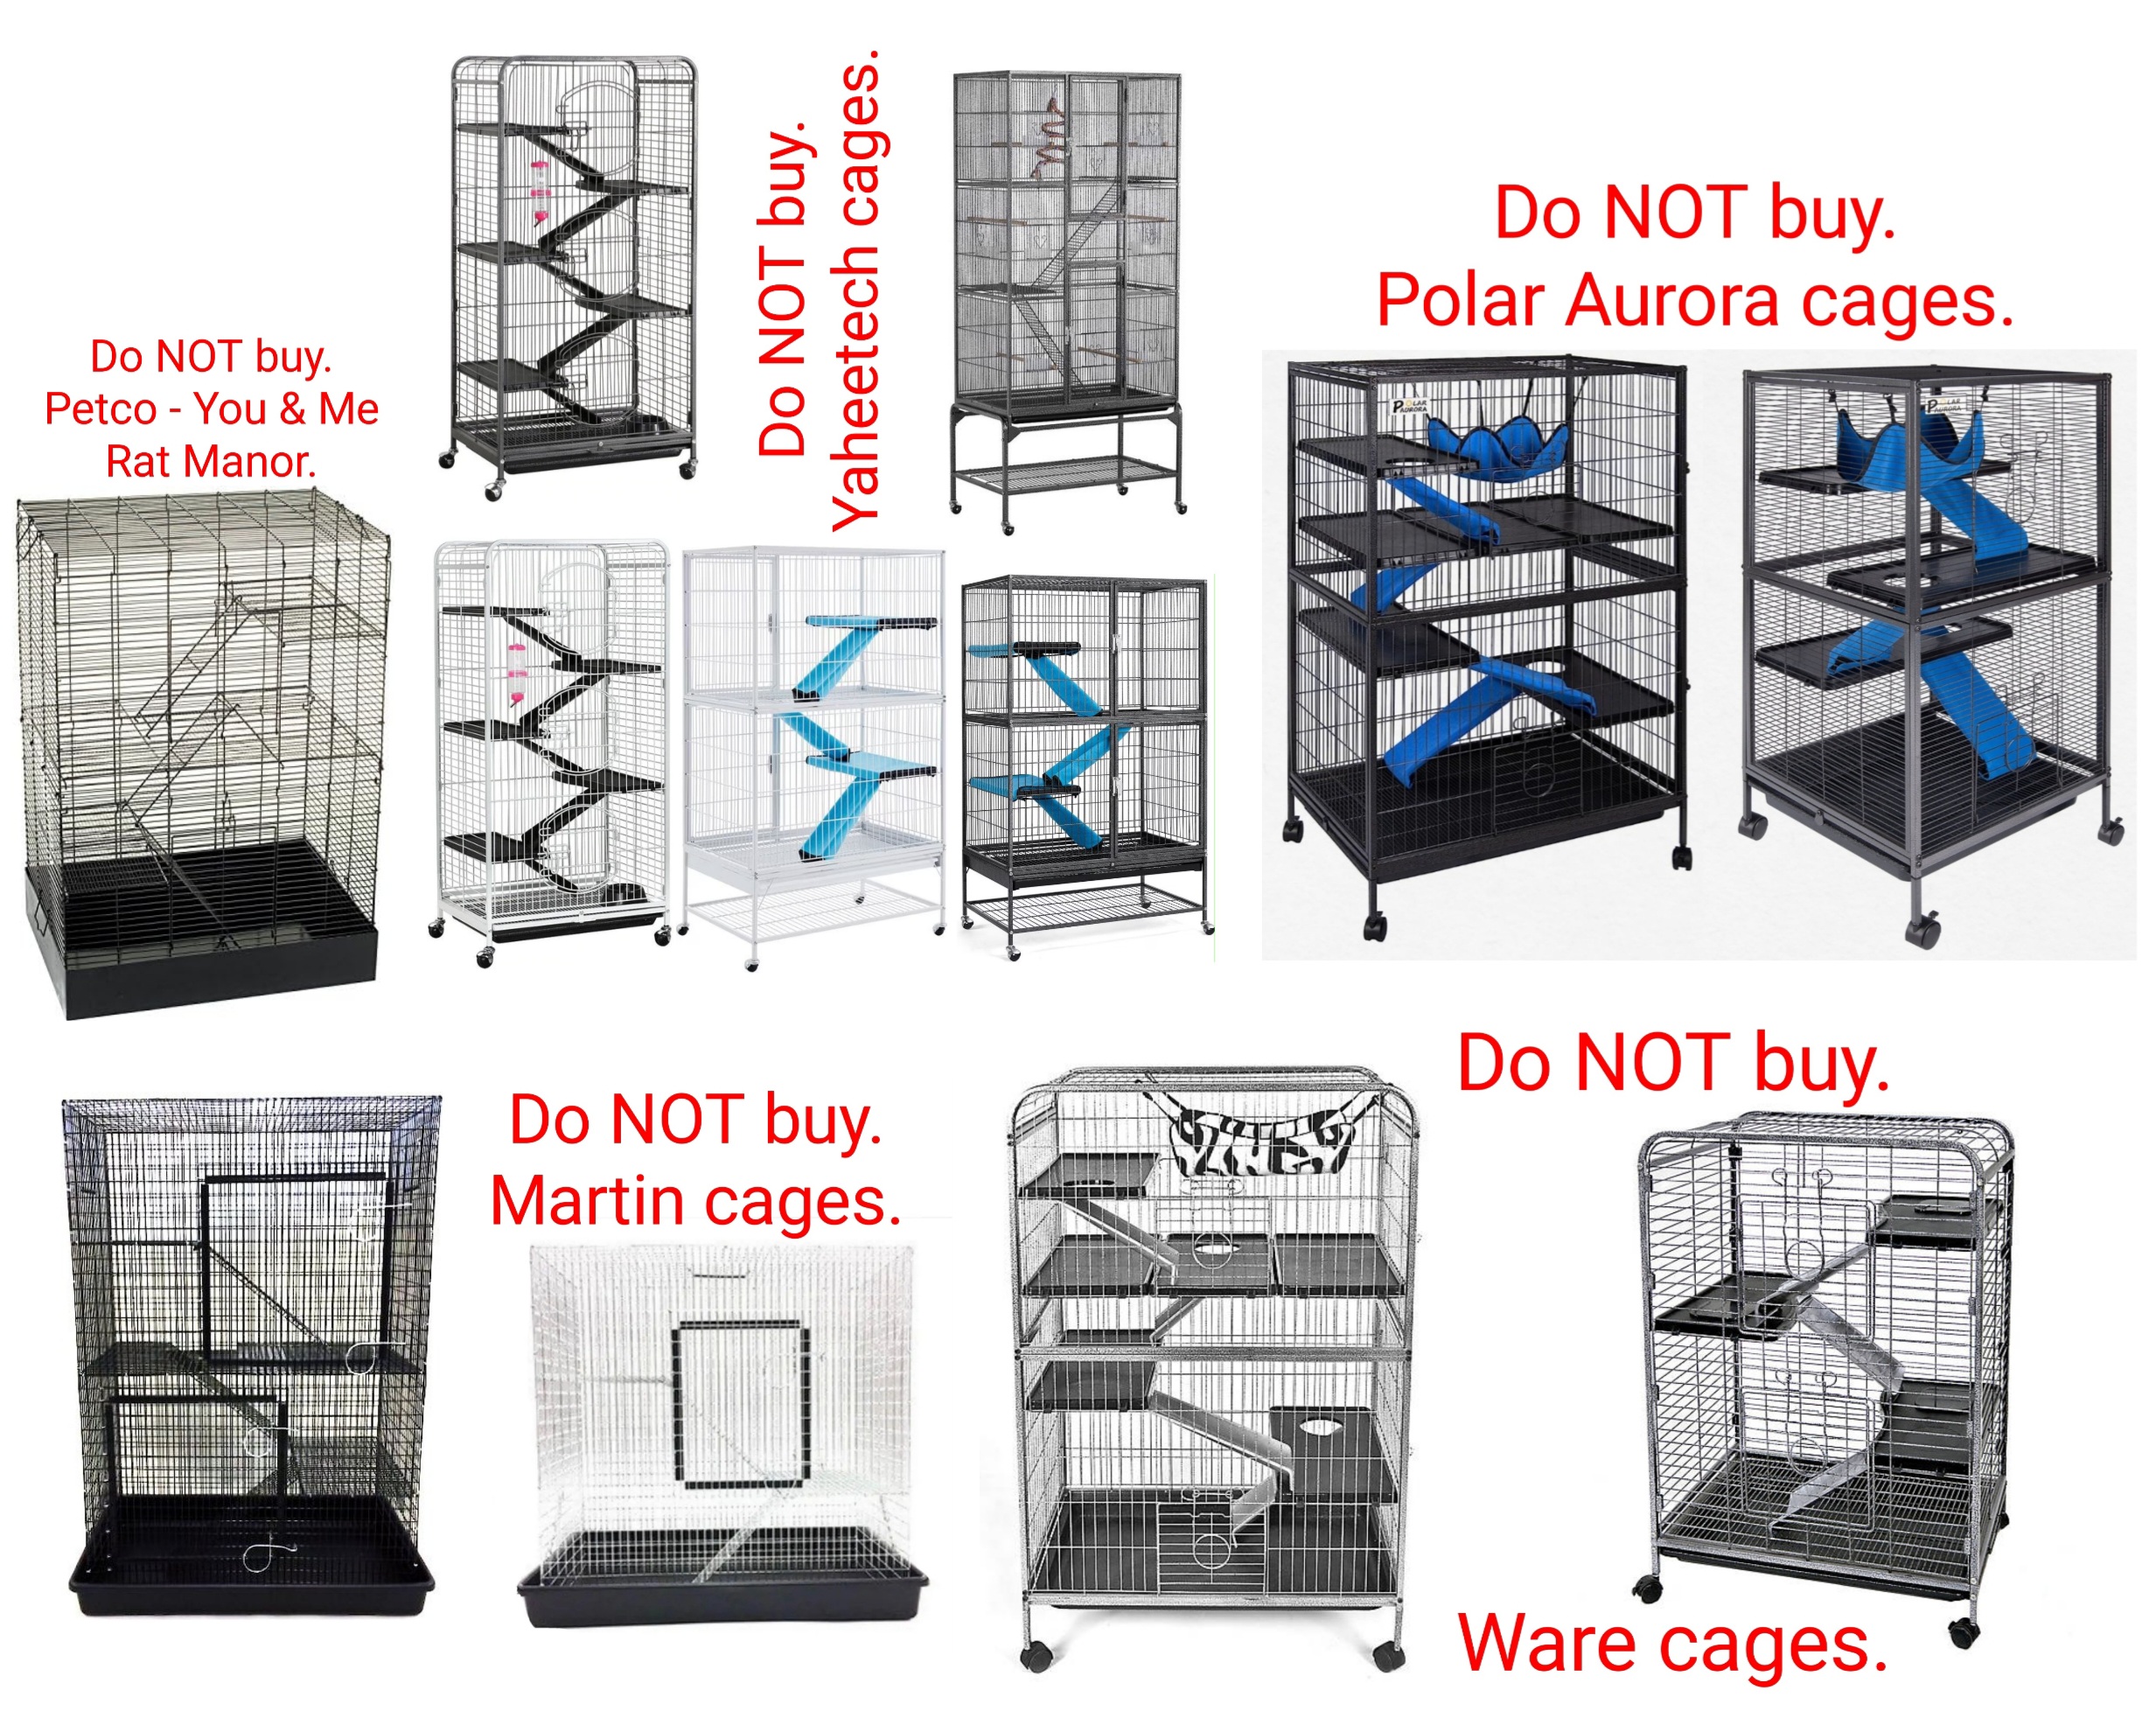 Do NOT buy.
Petco - You & Me
Rat Manor.
Do NOT buy.
Yaheetech cages.
Do NOT buy.
Polar Aurora cages.
POLAR
AURORA
POLAR
AURORA
Do NOT buy.
Martin cages.
Do NOT buy.
Ware cages.